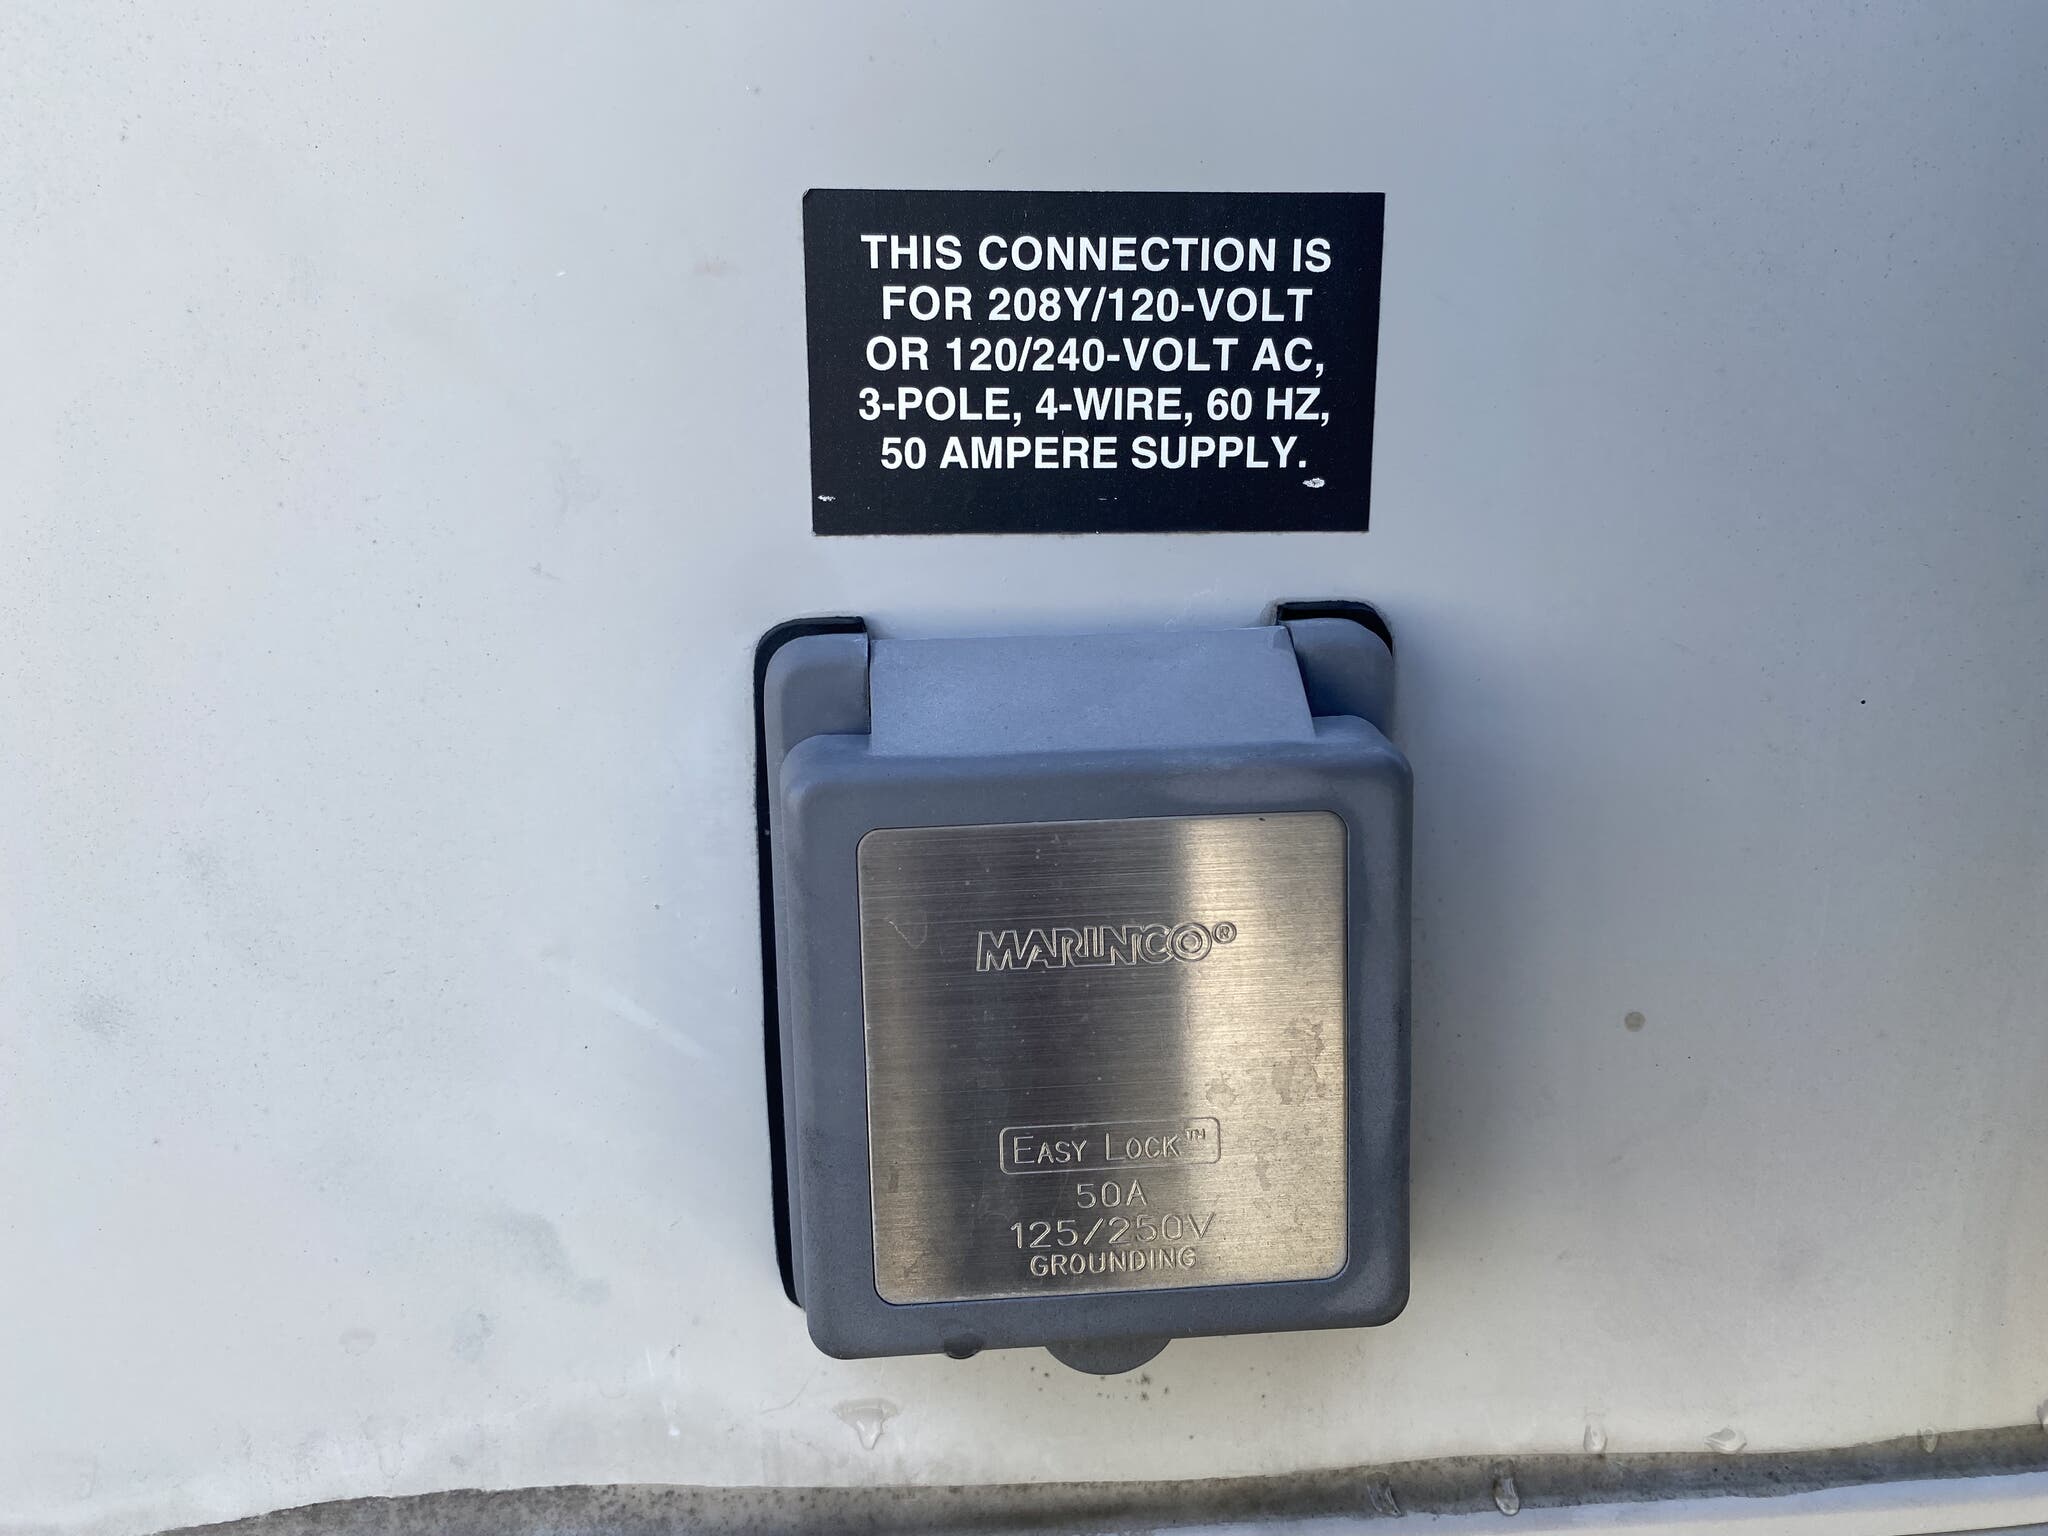 THIS CONNECTION IS
FOR 208Y/120-VOLT
OR 120/240-VOLT AC,
3-POLE, 4-WIRE, 60 HZ,
50 AMPERE SUPPLY.
MARINCO®
EASY LOCK™
50A
125/250V
GROUNDING